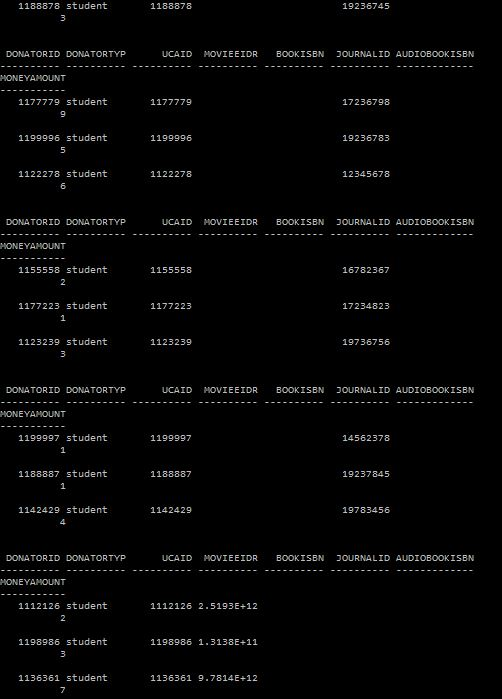 1188878 student 1188878 19236745
3
DONATORID DONATORTYP UCAID MOVIEEIDR BOOKISBN JOURNALID AUDIOBOOKISBN
---------- ---------- ---------- ---------- ---------- ---------- -------------
MONEYAMOUNT
-----------
1177779 student 1177779 17236798
9
1199996 student 1199996 19236783
5
1122278 student 1122278 12345678
6
DONATORID DONATORTYP UCAID MOVIEEIDR BOOKISBN JOURNALID AUDIOBOOKISBN
---------- ---------- ---------- ---------- ---------- ---------- -------------
MONEYAMOUNT
-----------
1155558 student 1155558 16782367
2
1177223 student 1177223 17234823
1
1123239 student 1123239 19736756
3
DONATORID DONATORTYP UCAID MOVIEEIDR BOOKISBN JOURNALID AUDIOBOOKISBN
---------- ---------- ---------- ---------- ---------- ---------- -------------
MONEYAMOUNT
-----------
1199997 student 1199997 14562378
1
1188887 student 1188887 19237845
1
1142429 student 1142429 19783456
4
DONATORID DONATORTYP UCAID MOVIEEIDR BOOKISBN JOURNALID AUDIOBOOKISBN
---------- ---------- ---------- ---------- ---------- ---------- -------------
MONEYAMOUNT
-----------
1112126 student 1112126 2.5193E+12
2
1198986 student 1198986 1.3138E+11
3
1136361 student 1136361 9.7814E+12
7